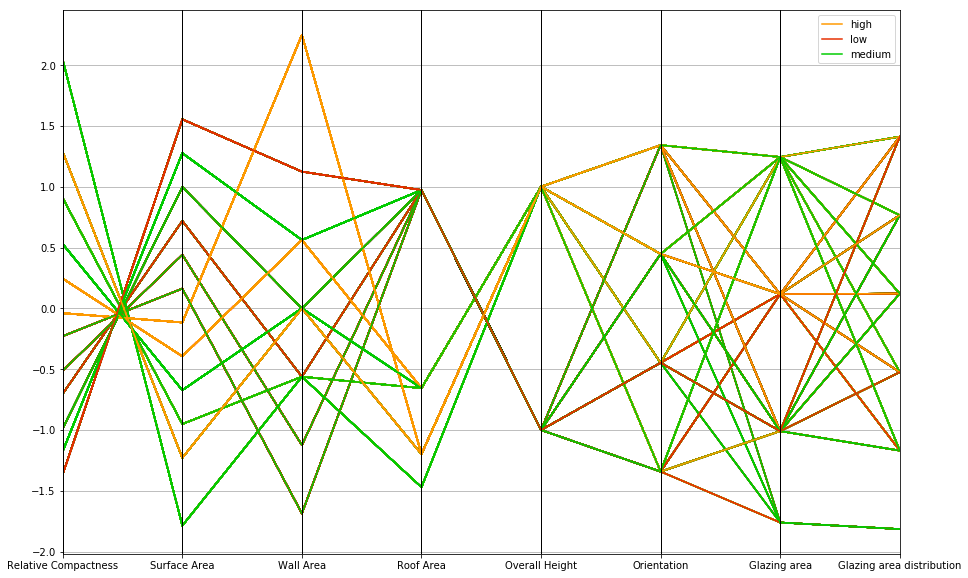 high
low
medium
2.0
1.5
1.0
0.5
0.0
−0.5
−1.0
−1.5
−2.0
Relative Compactness Surface Area Wall Area Roof Area Overall Height Orientation Glazing area Glazing area distribution